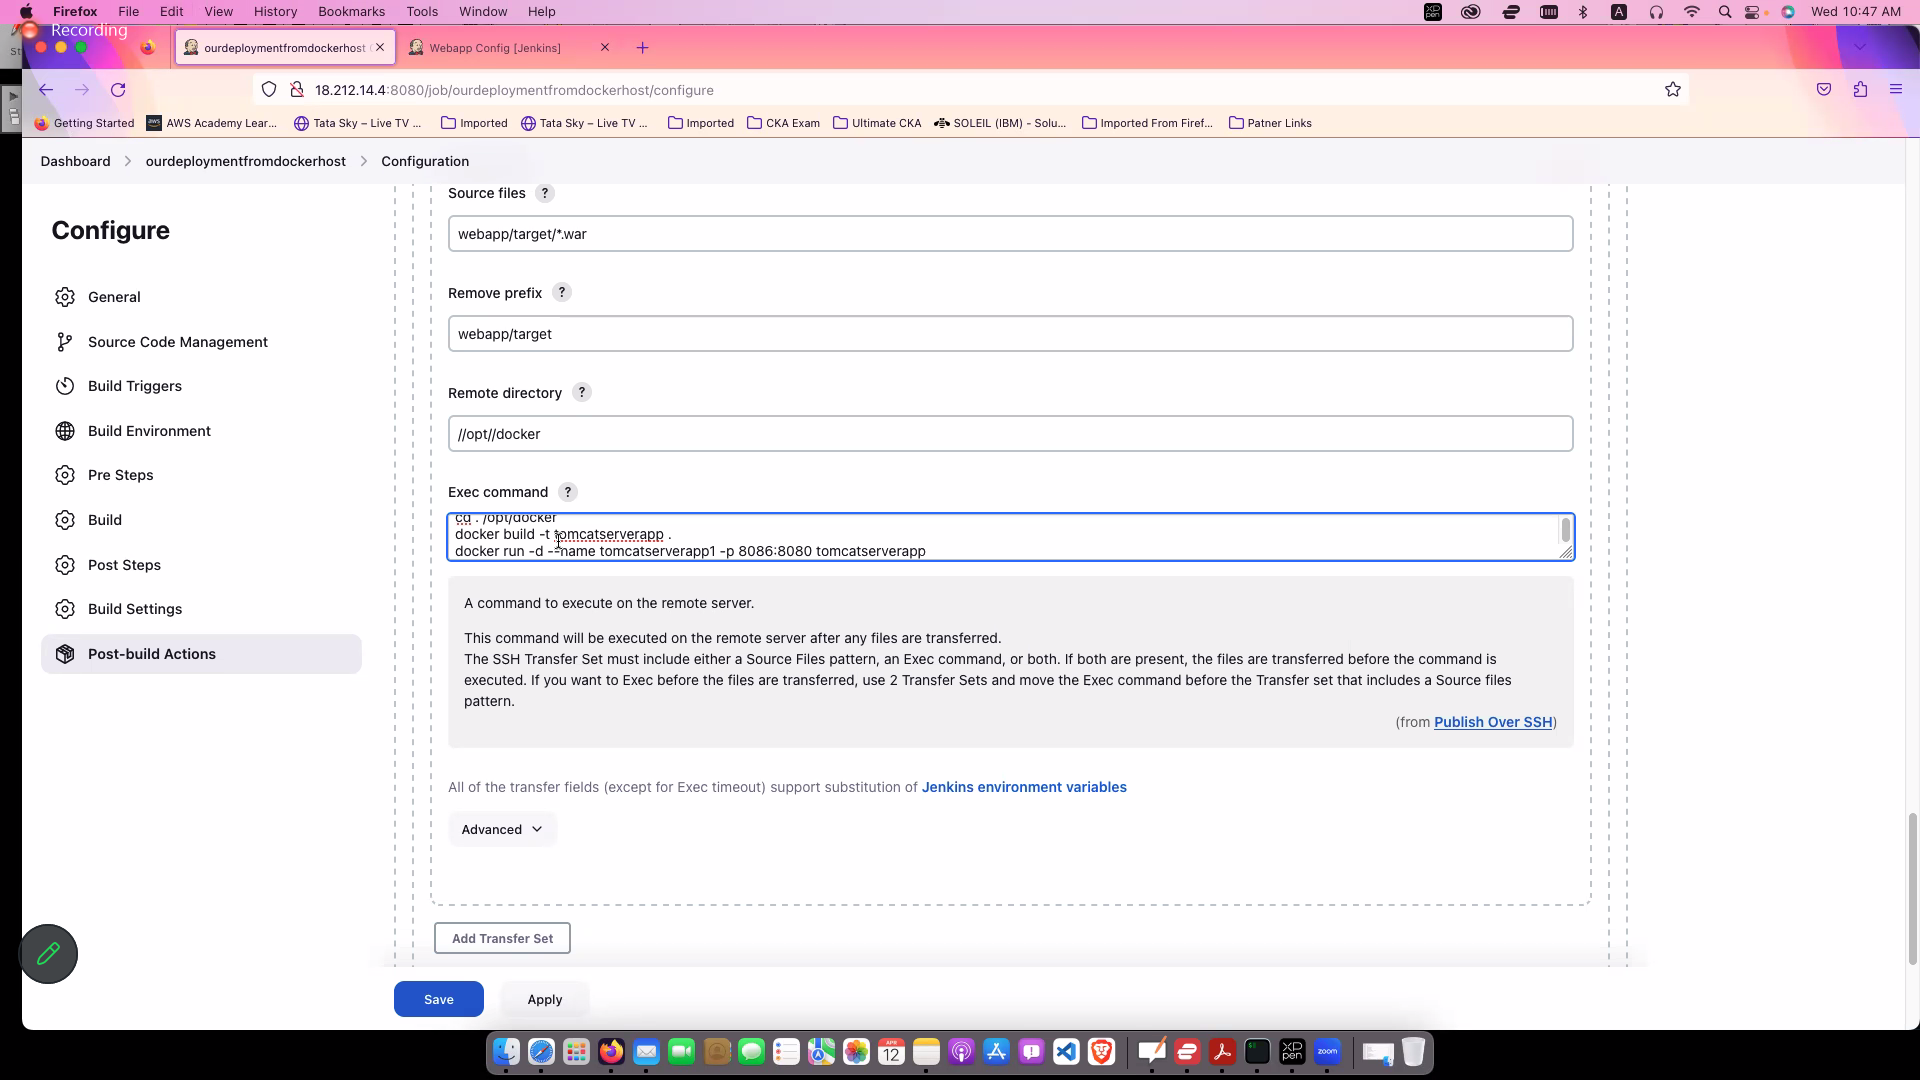 Firefox File Edit View History Bookmarks Tools Window Help
A
Wed 10:47 AM
Recording
ourdeploymentfromdockerhost
Webapp Config [Jenkins]
18.212.14.4:8080/job/ourdeploymentfromdockerhost/configure
Getting Started
aws
AWS Academy Lear...
Tata Sky – Live TV ...
Imported
Tata Sky – Live TV ...
Imported
CKA Exam
Ultimate CKA
SOLEIL (IBM) - Solu...
Imported From Firef...
Patner Links
Dashboard > ourdeploymentfromdockerhost > Configuration
Configure
General
Source Code Management
Build Triggers
Build Environment
Pre Steps
Build
Post Steps
Build Settings
Post-build Actions
Source files ?
webapp/target/*.war
Remove prefix ?
webapp/target
Remote directory ?
//opt//docker
Exec command ?
cd . /opt/docker
docker build -t tomcatserverapp .
docker run -d --name tomcatserverapp1 -p 8086:8080 tomcatserverapp
A command to execute on the remote server.
This command will be executed on the remote server after any files are transferred.
The SSH Transfer Set must include either a Source Files pattern, an Exec command, or both. If both are present, the files are transferred before the command is
executed. If you want to Exec before the files are transferred, use 2 Transfer Sets and move the Exec command before the Transfer set that includes a Source files
pattern.
(from Publish Over SSH)
All of the transfer fields (except for Exec timeout) support substitution of Jenkins environment variables
Advanced
Add Transfer Set
Save
Apply
APR
12
XP
PEN
zoom